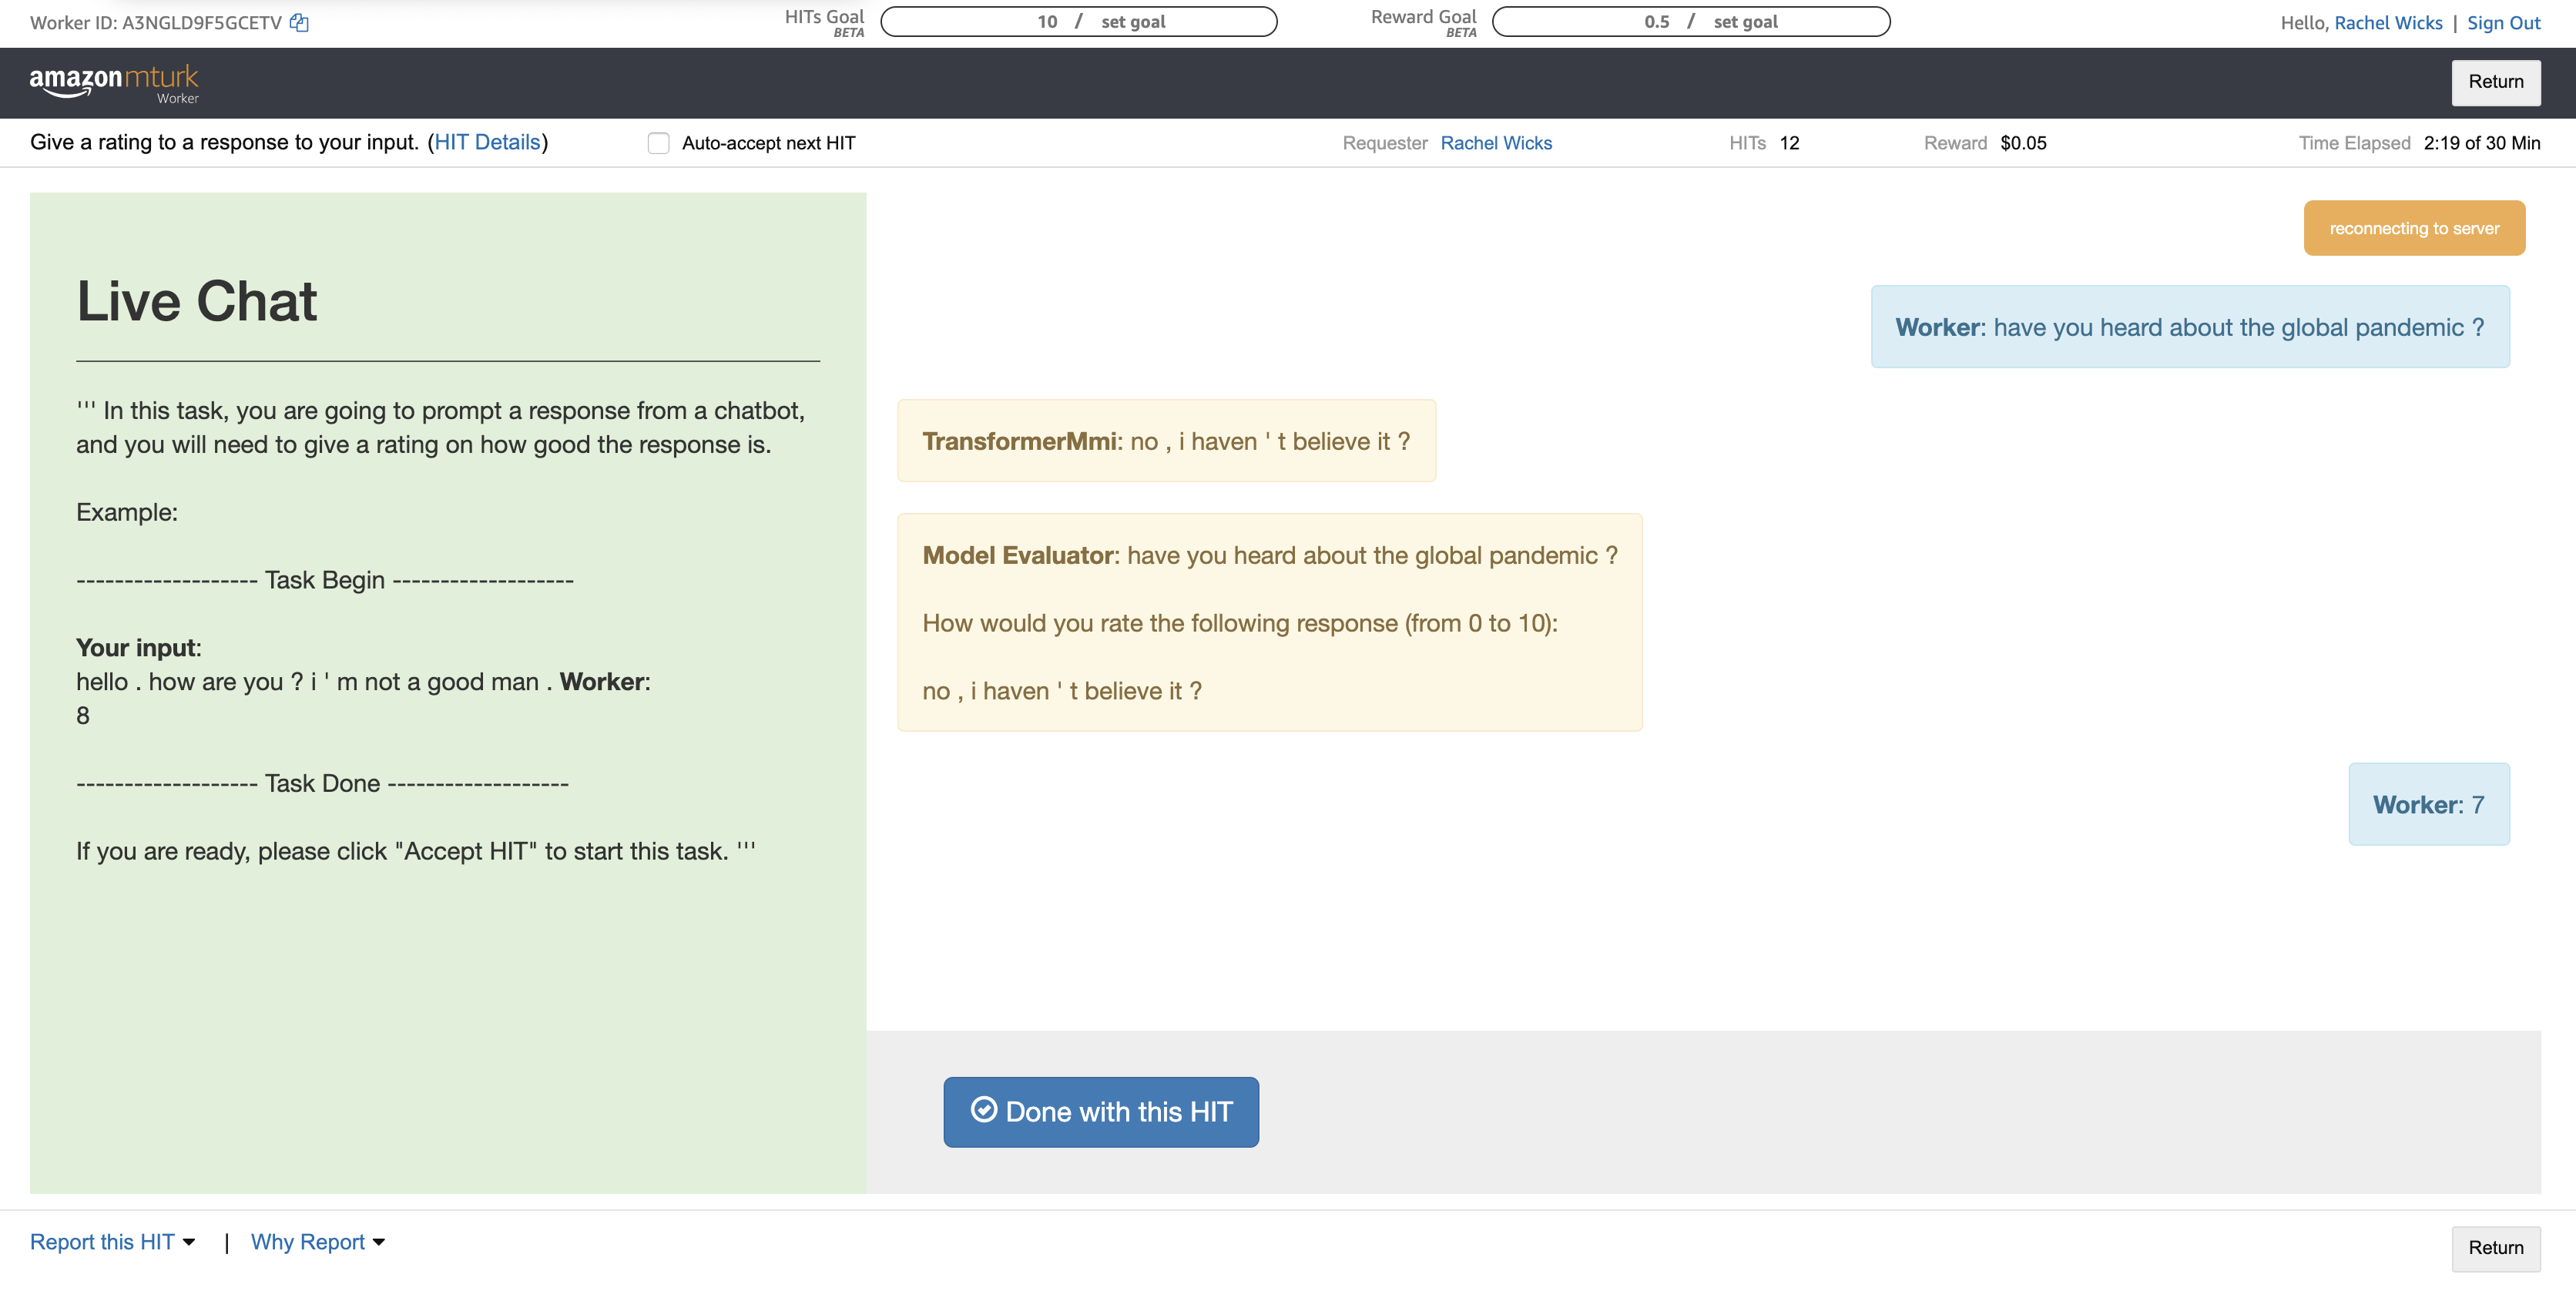 Worker ID: A3NGLD9F5GCETV
HITs Goal
BETA
10 / set goal
Reward Goal
BETA
0.5 / set goal
Hello, Rachel Wicks | Sign Out
amazonmturk
Worker
Return
Give a rating to a response to your input. (HIT Details)
Auto-accept next HIT
Requester Rachel Wicks
HITs 12
Reward $0.05
Time Elapsed 2:19 of 30 Min
Live Chat
''' In this task, you are going to prompt a response from a chatbot,
and you will need to give a rating on how good the response is.
Example:
------------------- Task Begin -------------------
Your input:
hello . how are you ? i ' m not a good man . Worker:
8
------------------- Task Done -------------------
If you are ready, please click "Accept HIT" to start this task. '''
reconnecting to server
Worker: have you heard about the global pandemic ?
TransformerMmi: no , i haven ' t believe it ?
Model Evaluator: have you heard about the global pandemic ?
How would you rate the following response (from 0 to 10):
no , i haven ' t believe it ?
Worker: 7
Done with this HIT
Report this HIT | Why Report
Return